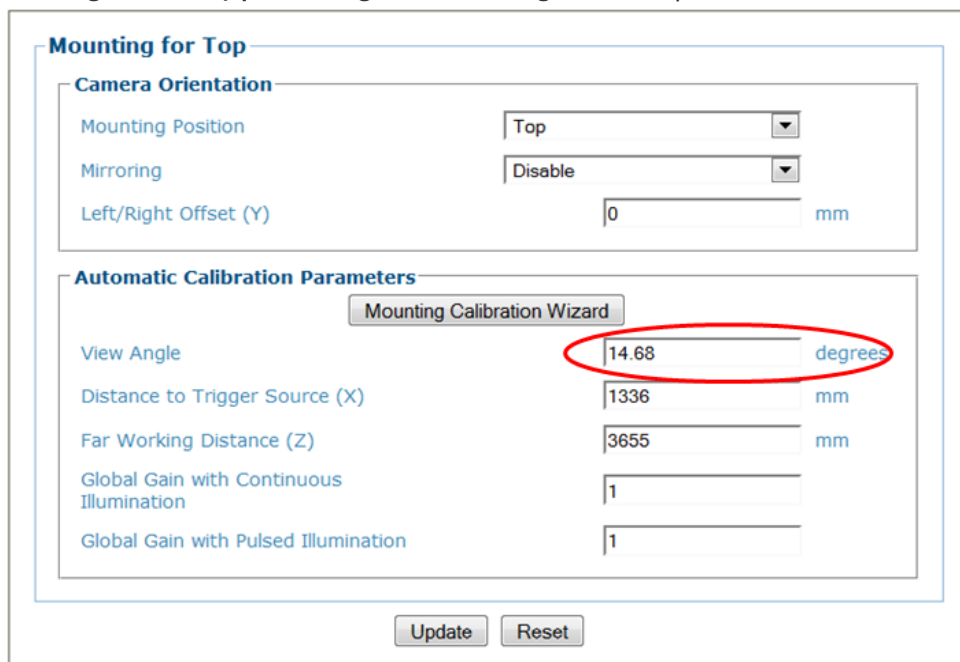 Mounting for Top
Camera Orientation
Mounting Position Top
Mirroring Disable
Left/Right Offset (Y) 0 mm
Automatic Calibration Parameters
Mounting Calibration Wizard
View Angle 14.68 degrees
Distance to Trigger Source (X) 1336 mm
Far Working Distance (Z) 3655 mm
Global Gain with Continuous
Illumination 1
Global Gain with Pulsed Illumination 1
Update Reset